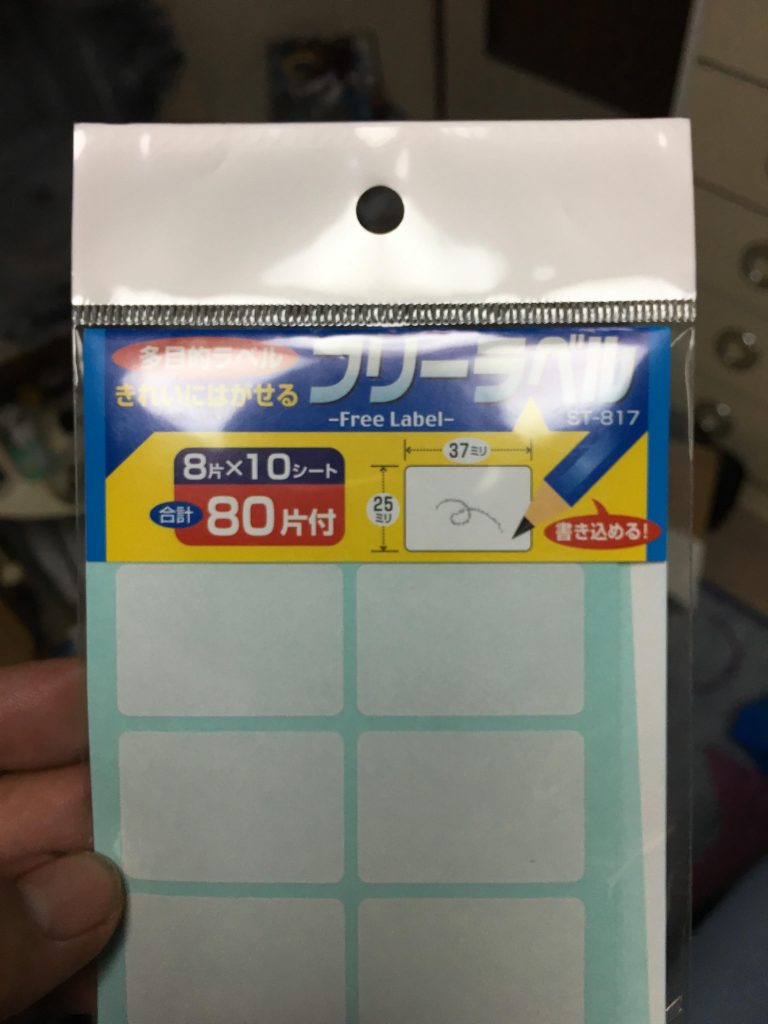 多目的ラベル
きれいにはがせる
フリーラベル
-Free Label-
ST-817
8片×10シート
合計 80片付
37ミリ
25ミリ
書き込める!